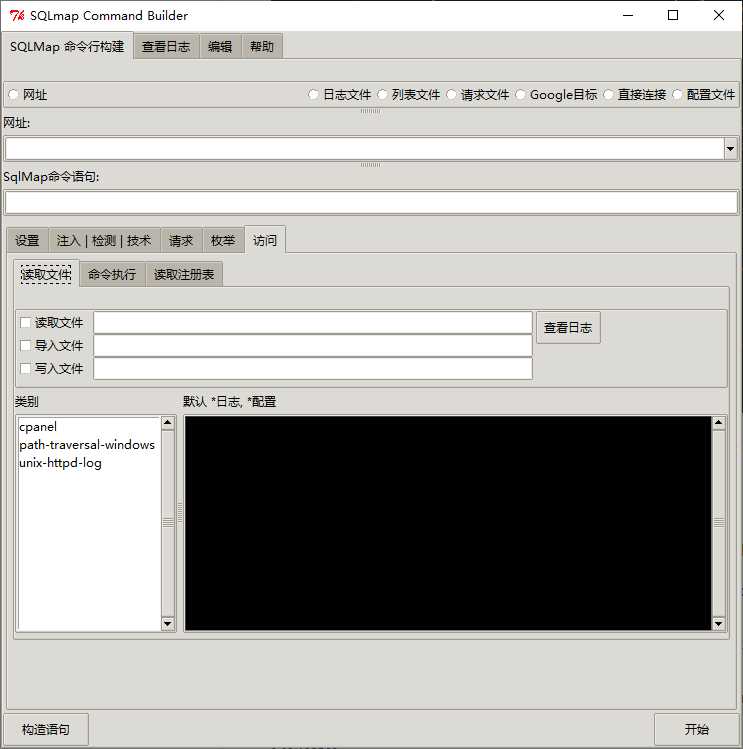 SQLmap Command Builder
SQLMap 命令行构建 查看日志 编辑 帮助
网址 日志文件 列表文件 请求文件 Google目标 直接连接 配置文件
网址:
SqlMap命令语句:
设置 注入 | 检测 | 技术 请求 枚举 访问
读取文件 命令执行 读取注册表
读取文件 查看日志
导入文件
写入文件
类别 默认 *日志, *配置
cpanel
path-traversal-windows
unix-httpd-log
构造语句 开始